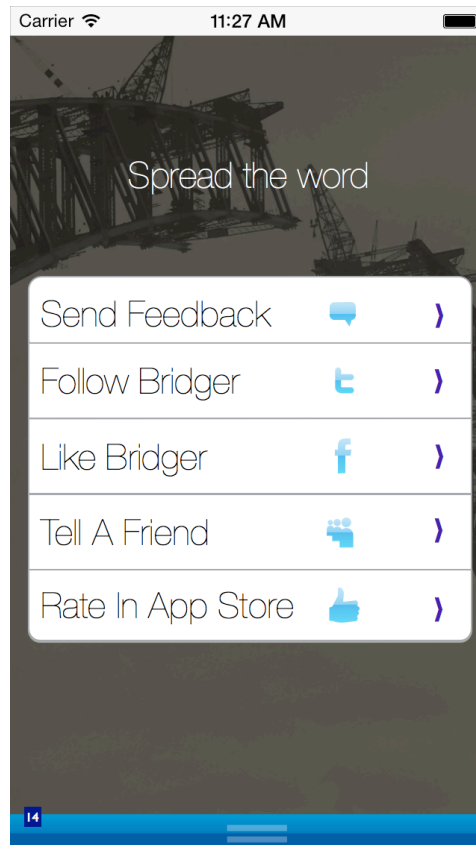 Carrier 11:27 AM
Spread the word
Send Feedback
Follow Bridger
Like Bridger
Tell A Friend
Rate In App Store
14